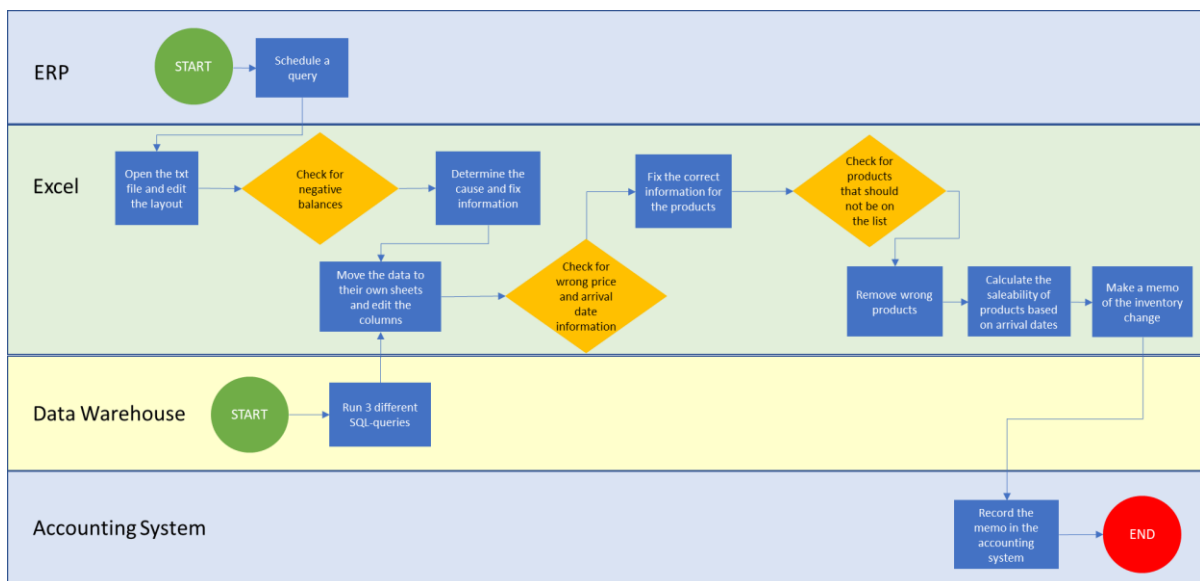 ERP
START
Schedule a
query
Excel
Open the txt
file and edit
the layout
Check for
negative
balances
Determine the
cause and fix
information
Move the data to
their own sheets
and edit the
columns
Check for
wrong price
and arrival
date
information
Fix the correct
information for
the products
Check for
products
that should
not be on
the list
Remove wrong
products
Calculate the
saleability of
products based
on arrival dates
Make a memo
of the inventory
change
Data Warehouse
START
Run 3 different
SQL-queries
Accounting System
Record the
memo in the
accounting
system
END